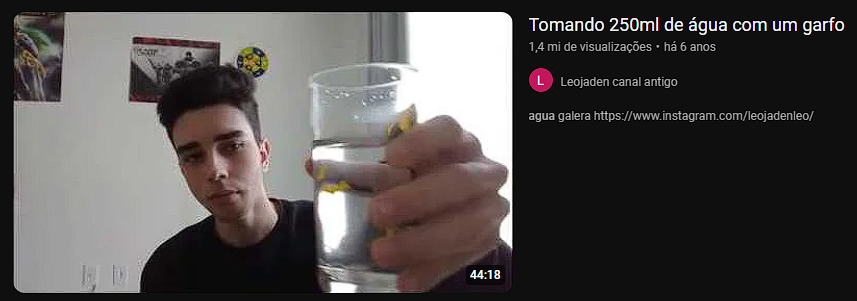 Tomando 250ml de água com um garfo
1,4 mi de visualizações • há 6 anos
L Leojaden canal antigo
agua galera https://www.instagram.com/leojadenleo/
44:18